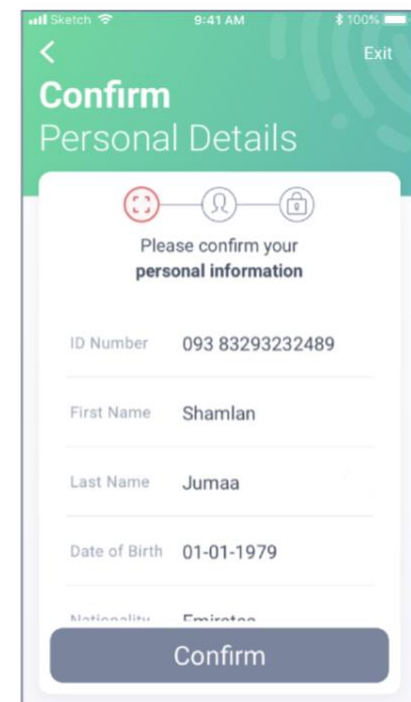 Sketch 9:41 AM 100%
Exit
Confirm
Personal Details
Please confirm your
personal information
ID Number 093 83293232489
First Name Shamlan
Last Name Jumaa
Date of Birth 01-01-1979
Nationality
Confirm